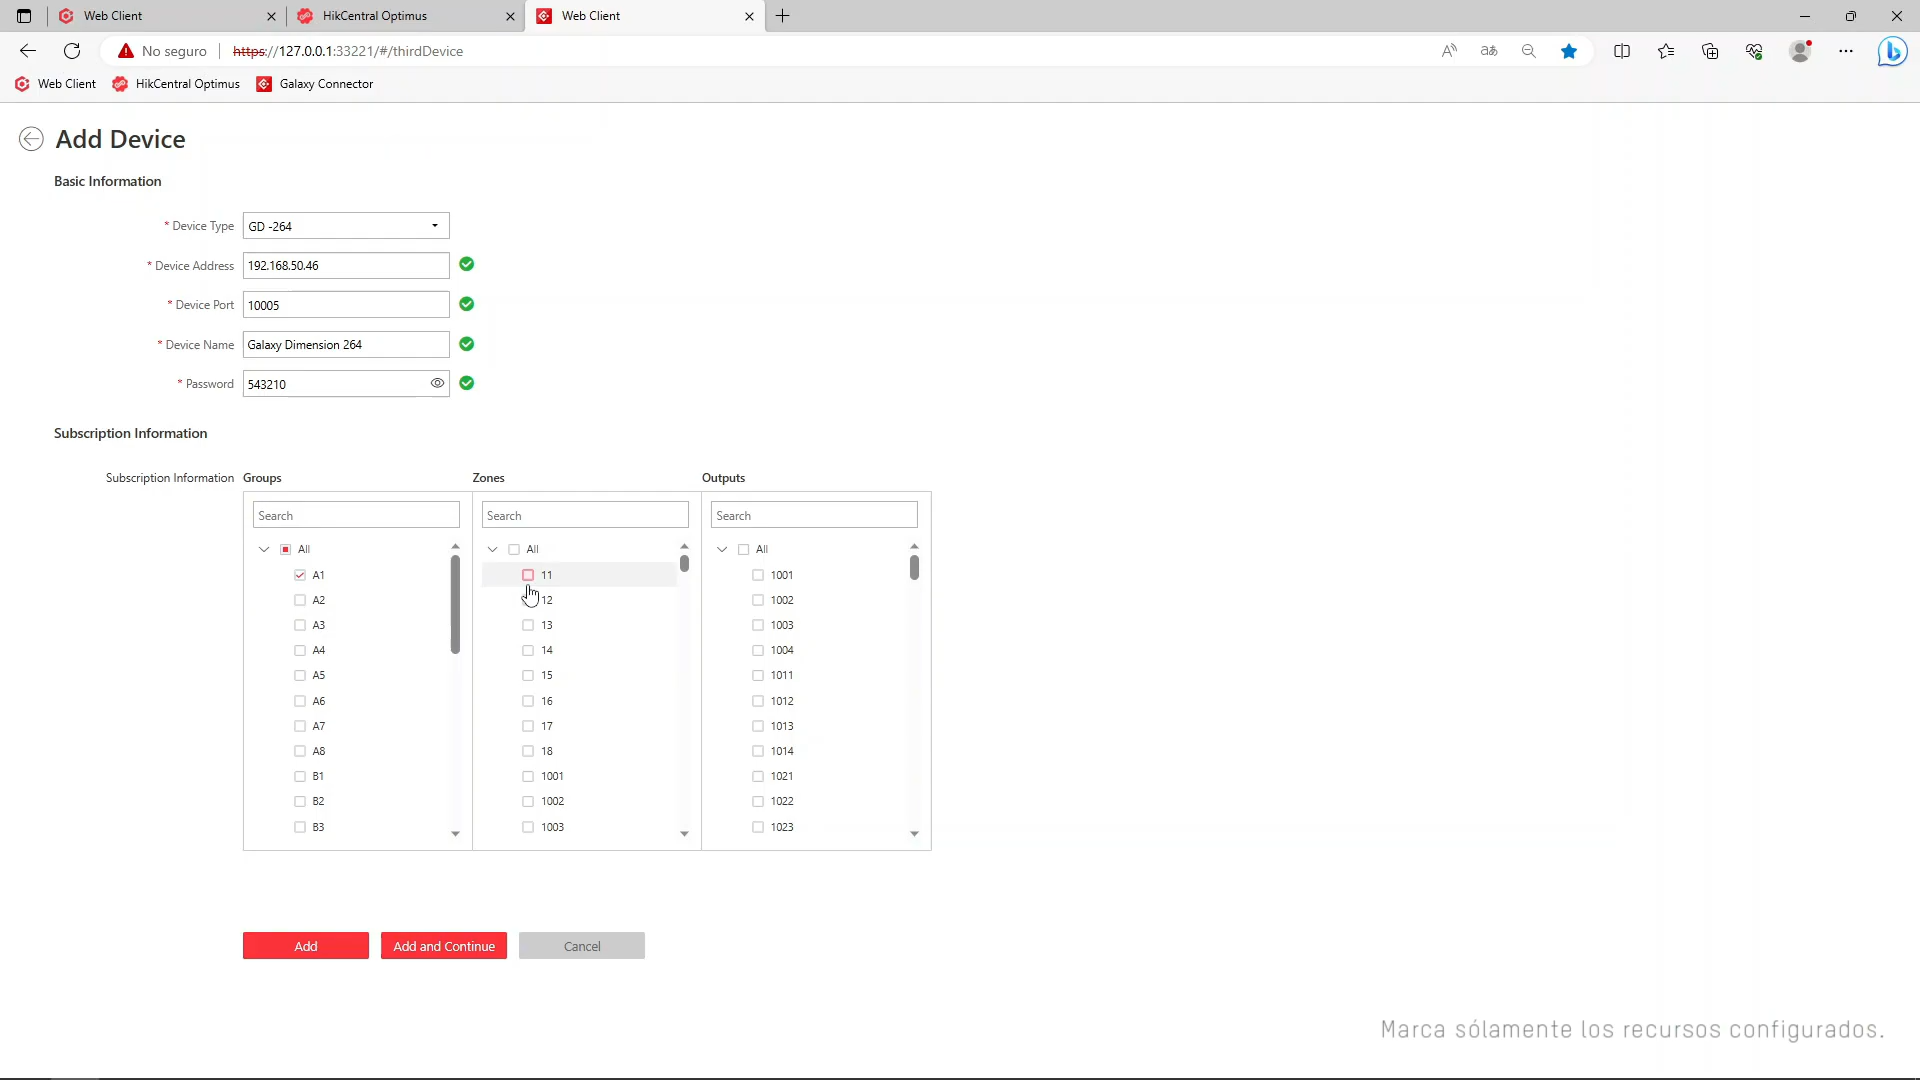 Web Client
HikCentral Optimus
Web Client
No seguro
https://127.0.0.1:33221/#/thirdDevice
Web Client
HikCentral Optimus
Galaxy Connector
Add Device
Basic Information
* Device Type
GD -264
* Device Address
192.168.50.46
* Device Port
10005
* Device Name
Galaxy Dimension 264
* Password
543210
Subscription Information
Subscription Information
Groups
Zones
Outputs
Search
Search
Search
All
All
All
A1
11
1001
A2
12
1002
A3
13
1003
A4
14
1004
A5
15
1011
A6
16
1012
A7
17
1013
A8
18
1014
B1
1001
1021
B2
1002
1022
B3
1003
1023
Add
Add and Continue
Cancel
Marca sólamente los recursos configurados.